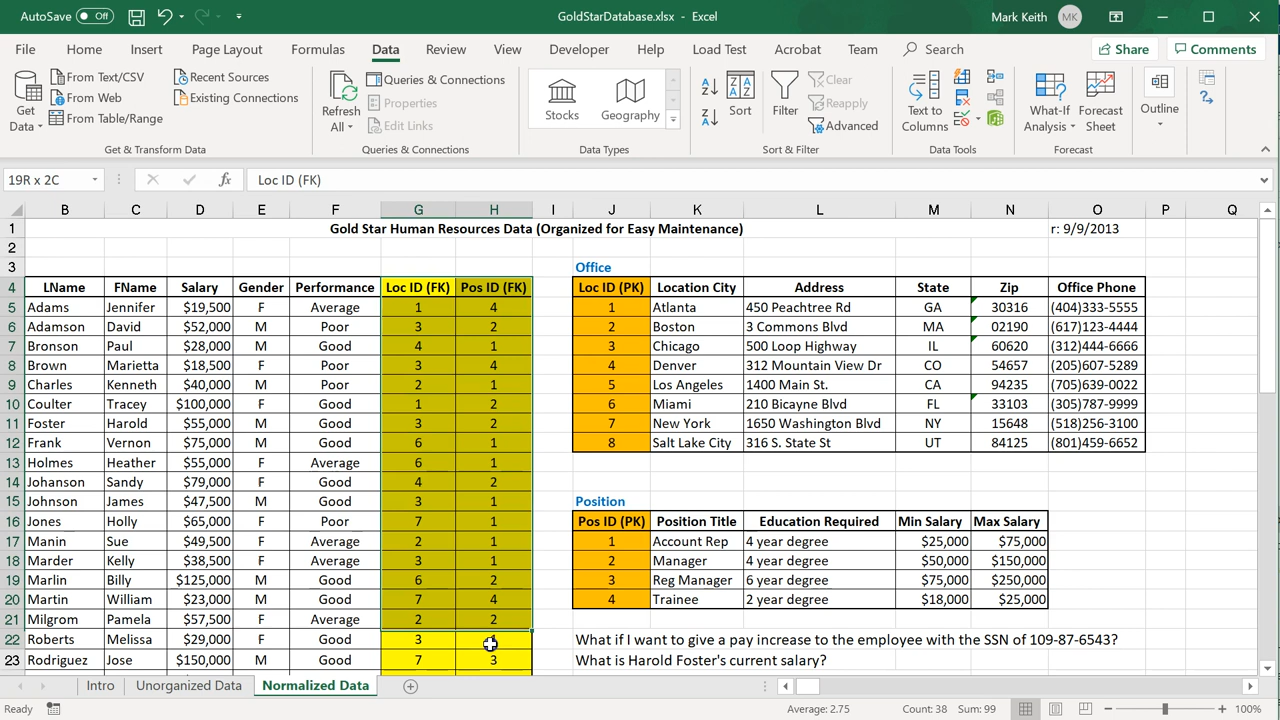 AutoSave Off GoldStarDatabase.xlsx - Excel Mark Keith MK
File Home Insert Page Layout Formulas Data Review View Developer Help Load Test Acrobat Team Search Share Comments
Get Data From Text/CSV Recent Sources
From Web Existing Connections
From Table/Range
Get & Transform Data
Refresh All Queries & Connections
Properties
Edit Links
Queries & Connections
Stocks Geography
Data Types
Sort Filter Clear
Reapply
Advanced
Sort & Filter
Text to Columns
Data Tools
What-If Analysis Forecast Sheet
Forecast
Outline
19R x 2C fx Loc ID (FK)
B C D E F G H I J K L M N O P Q
1 Gold Star Human Resources Data (Organized for Easy Maintenance) r: 9/9/2013
2
3 Office
4 LName FName Salary Gender Performance Loc ID (FK) Pos ID (FK) Loc ID (PK) Location City Address State Zip Office Phone
5 Adams Jennifer $19,500 F Average 1 4 1 Atlanta 450 Peachtree Rd GA 30316 (404)333-5555
6 Adamson David $52,000 M Poor 3 2 2 Boston 3 Commons Blvd MA 02190 (617)123-4444
7 Bronson Paul $28,000 M Good 4 1 3 Chicago 500 Loop Highway IL 60620 (312)444-6666
8 Brown Marietta $18,500 F Poor 3 4 4 Denver 312 Mountain View Dr CO 54657 (205)607-5289
9 Charles Kenneth $40,000 M Poor 2 1 5 Los Angeles 1400 Main St. CA 94235 (705)639-0022
10 Coulter Tracey $100,000 F Good 1 2 6 Miami 210 Bicayne Blvd FL 33103 (305)787-9999
11 Foster Harold $55,000 M Good 3 2 7 New York 1650 Washington Blvd NY 15648 (518)256-3100
12 Frank Vernon $75,000 M Good 6 1 8 Salt Lake City 316 S. State St UT 84125 (801)459-6652
13 Holmes Heather $55,000 F Average 6 1
14 Johanson Sandy $79,000 F Good 4 2
15 Johnson James $47,500 M Good 3 1 Position
16 Jones Holly $65,000 F Poor 7 1 Pos ID (PK) Position Title Education Required Min Salary Max Salary
17 Manin Sue $49,500 F Average 2 1 1 Account Rep 4 year degree $25,000 $75,000
18 Marder Kelly $38,500 F Average 3 1 2 Manager 4 year degree $50,000 $150,000
19 Marlin Billy $125,000 M Good 6 2 3 Reg Manager 6 year degree $75,000 $250,000
20 Martin William $23,000 M Good 7 4 4 Trainee 2 year degree $18,000 $25,000
21 Milgrom Pamela $57,500 F Average 2 2
22 Roberts Melissa $29,000 F Good 3 What if I want to give a pay increase to the employee with the SSN of 109-87-6543?
23 Rodriguez Jose $150,000 M Good 7 3 What is Harold Foster's current salary?
Intro Unorganized Data Normalized Data
Ready Average: 2.75 Count: 38 Sum: 99 100%